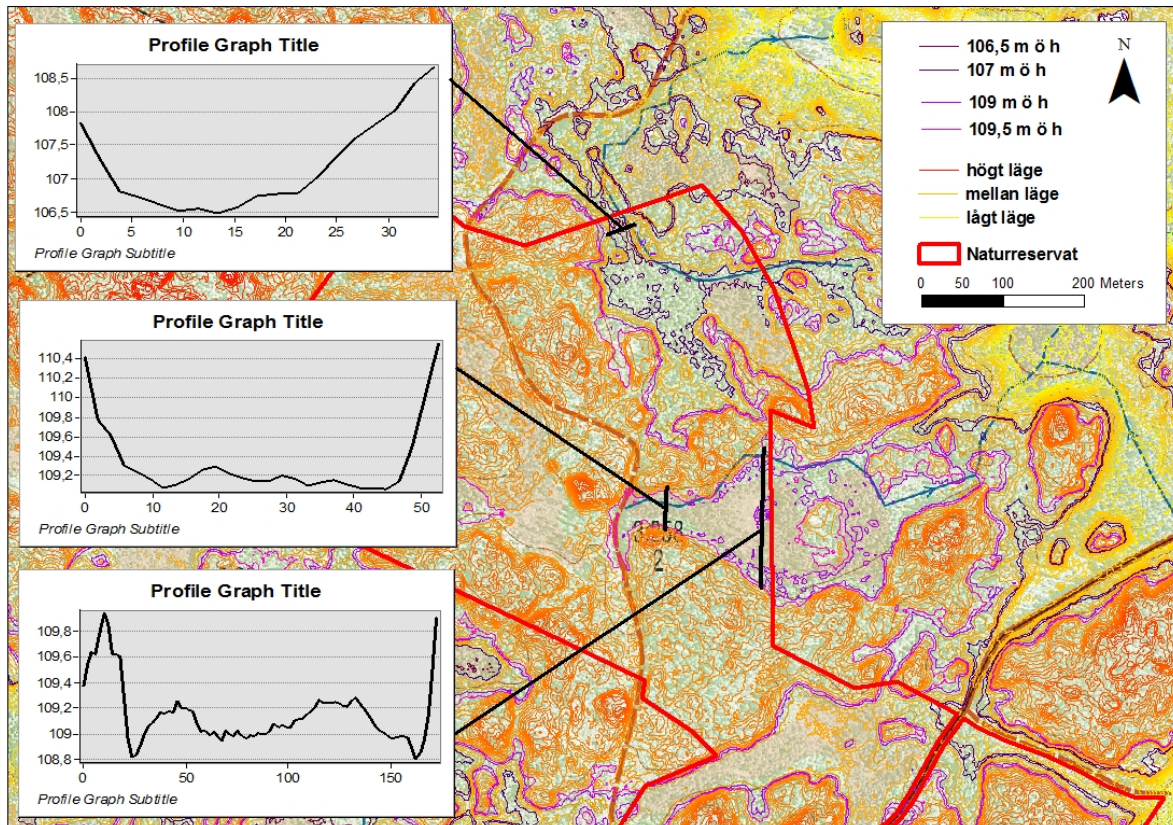 Profile Graph Title
108,5
108
107,5
107
106,5
0 5 10 15 20 25 30
Profile Graph Subtitle
Profile Graph Title
110,4
110,2
110
109,8
109,6
109,4
109,2
0 10 20 30 40 50
Profile Graph Subtitle
Profile Graph Title
109,8
109,6
109,4
109,2
109
108,8
0 50 100 150
Profile Graph Subtitle
2
106,5 m ö h
N
107 m ö h
109 m ö h
109,5 m ö h
högt läge
mellan läge
lågt läge
Naturreservat
0 50 100 200 Meters